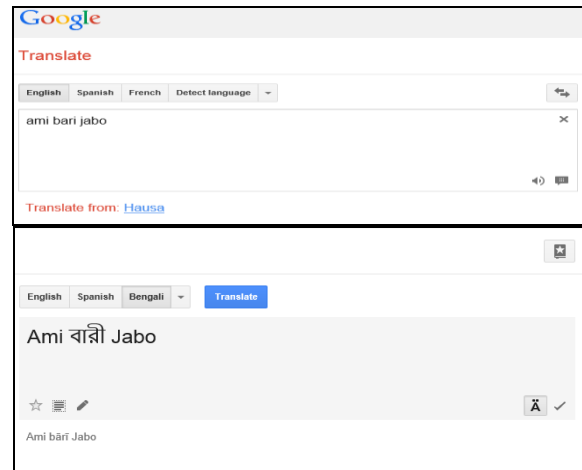 Google
Translate
English Spanish French Detect language
ami bari jabo
Translate from: Hausa
English Spanish Bengali Translate
Ami বারী Jabo
Ä
Ami bārī Jabo